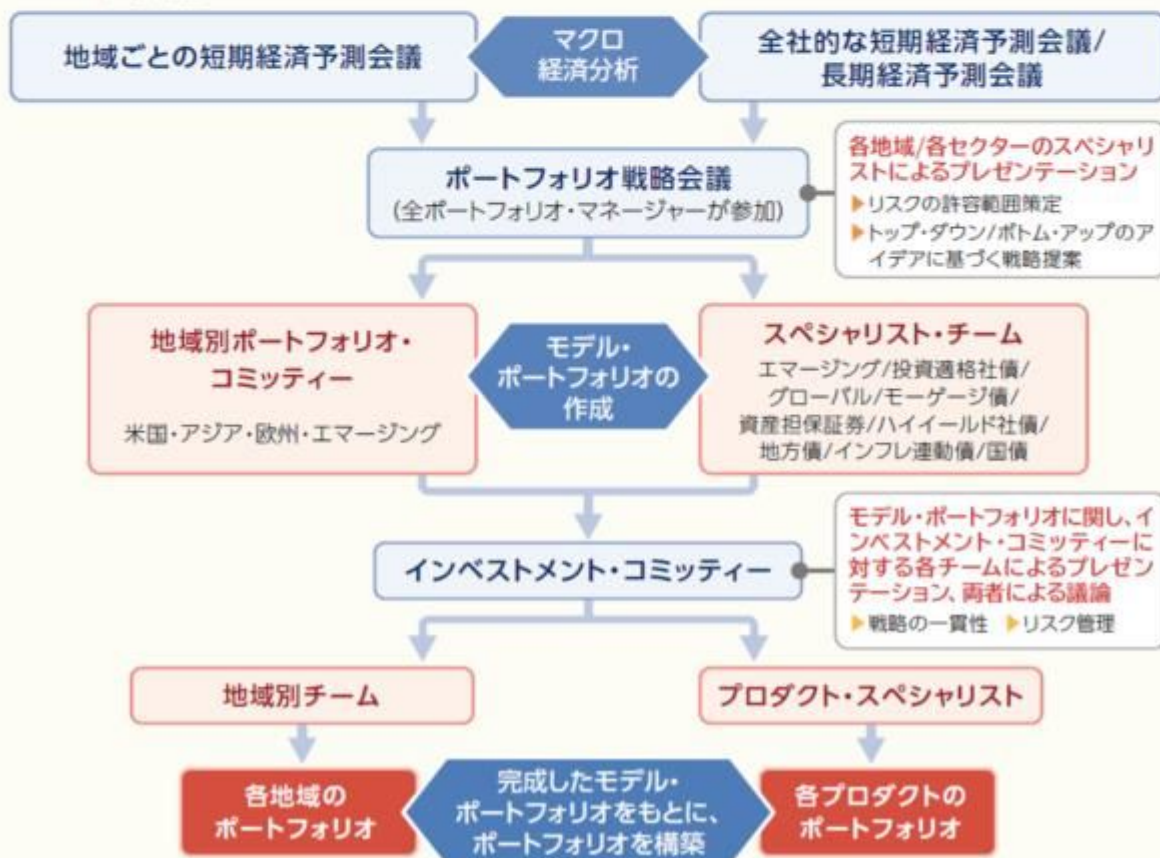 地域ごとの短期経済予測会議
マクロ
経済分析
全社的な短期経済予測会議/
長期経済予測会議
ポートフォリオ戦略会議
(全ポートフォリオ・マネージャーが参加)
各地域/各セクターのスペシャリ
ストによるプレゼンテーション
▶リスクの許容範囲策定
▶トップ・ダウン/ボトム・アップのア
イデアに基づく戦略提案
地域別ポートフォリオ・
コミッティー
米国・アジア・欧州・エマージング
モデル・
ポートフォリオの
作成
スペシャリスト・チーム
エマージング/投資適格社債/
グローバル/モーゲージ債/
資産担保証券/ハイイールド社債/
地方債/インフレ連動債/国債
インベストメント・コミッティー
モデル・ポートフォリオに関し、イ
ンベストメント・コミッティーに
対する各チームによるプレゼン
テーション、両者による議論
▶戦略の一貫性 ▶リスク管理
地域別チーム
プロダクト・スペシャリスト
各地域の
ポートフォリオ
完成したモデル・
ポートフォリオをもとに、
ポートフォリオを構築
各プロダクトの
ポートフォリオ